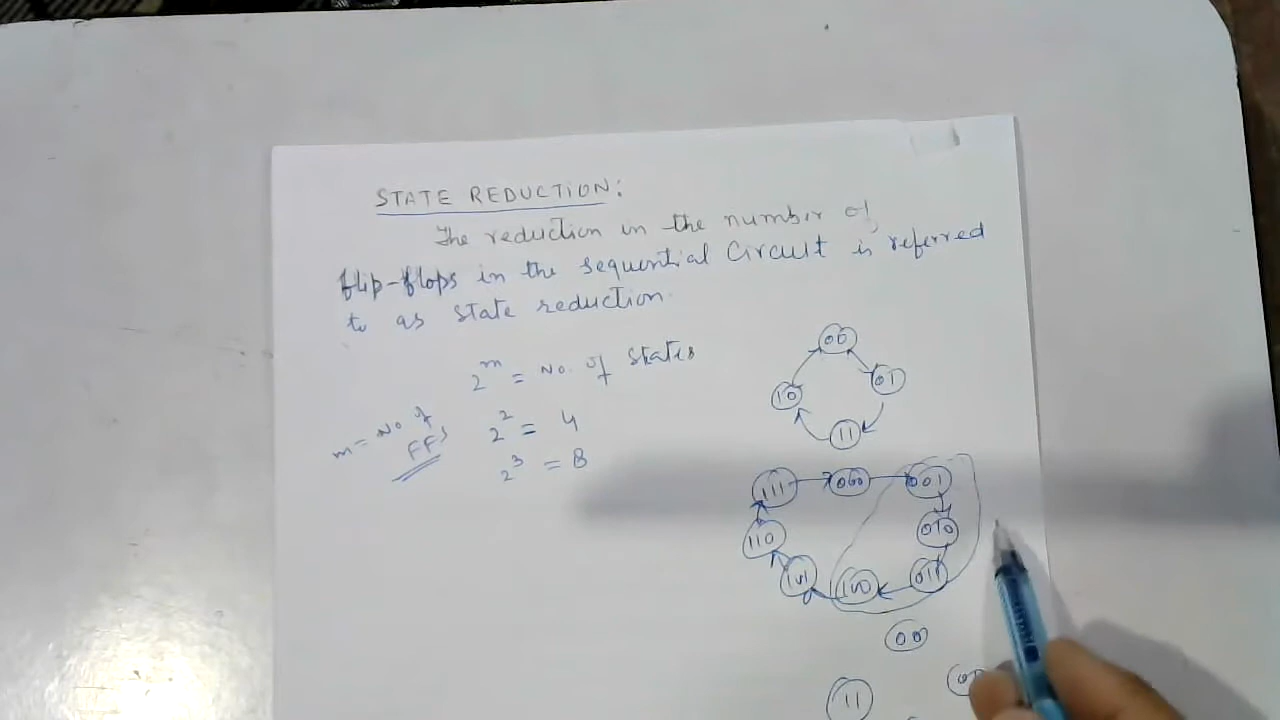 STATE REDUCTION:
The reduction in the number of
flip-flops in the sequential circuit is referred
to as state reduction.
2^m = No. of states
m = No of
FFs
2^2 = 4
2^3 = 8
00
10
01
11
111
000
001
110
010
101
100
011
00
11